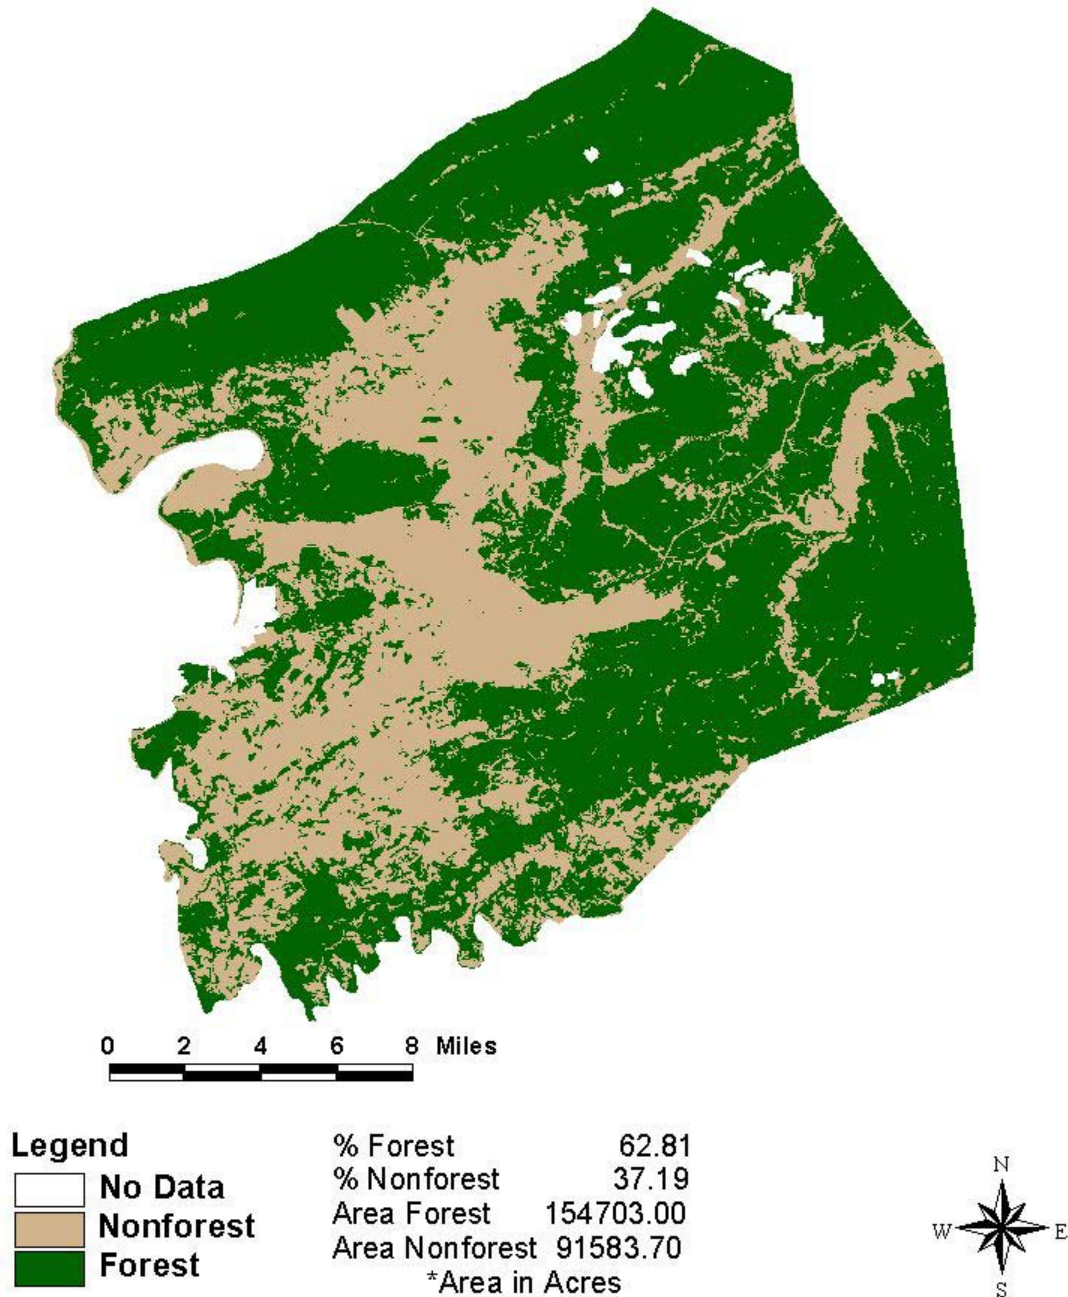 0 2 4 6 8 Miles
Legend
No Data
Nonforest
Forest
% Forest 62.81
% Nonforest 37.19
Area Forest 154703.00
Area Nonforest 91583.70
*Area in Acres
N
W E
S